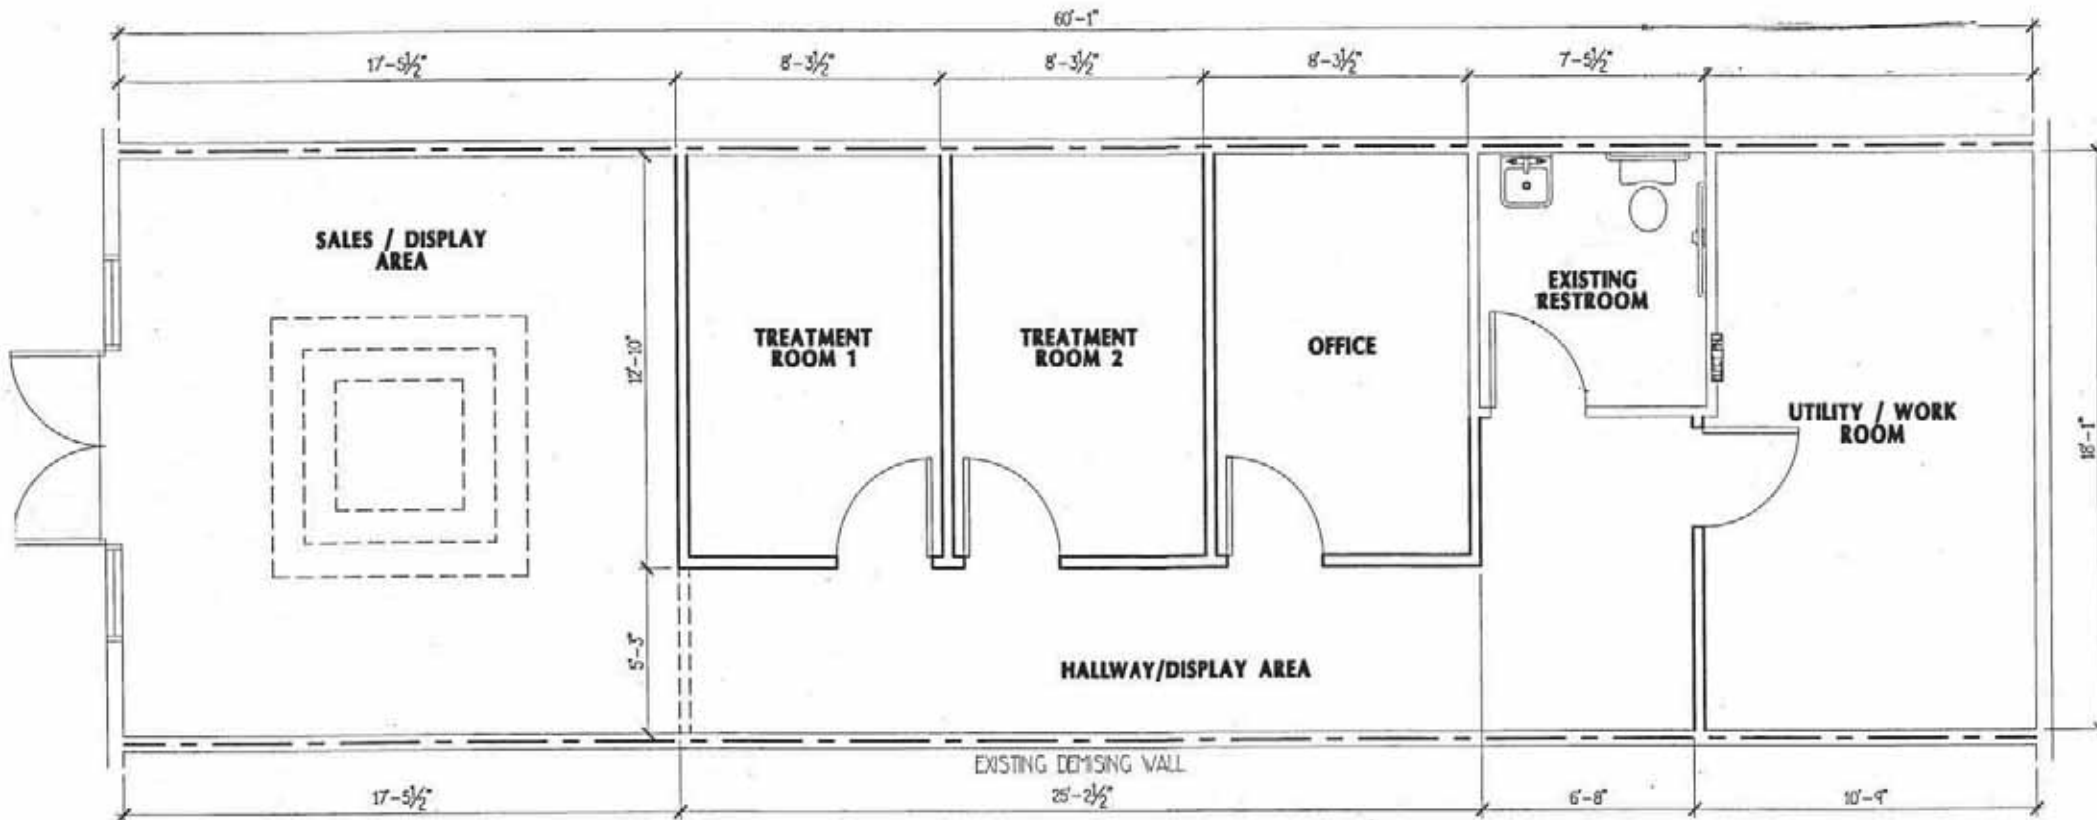 60'-1"
17'-5½"
8'-3½"
8'-3½"
8'-3½"
7'-5½"
SALES / DISPLAY
AREA
TREATMENT
ROOM 1
TREATMENT
ROOM 2
OFFICE
EXISTING
RESTROOM
UTILITY / WORK
ROOM
12'-10"
5'-3"
18'-1"
HALLWAY/DISPLAY AREA
EXISTING DEMISING WALL
17'-5½"
25'-2½"
6'-8"
10'-9"